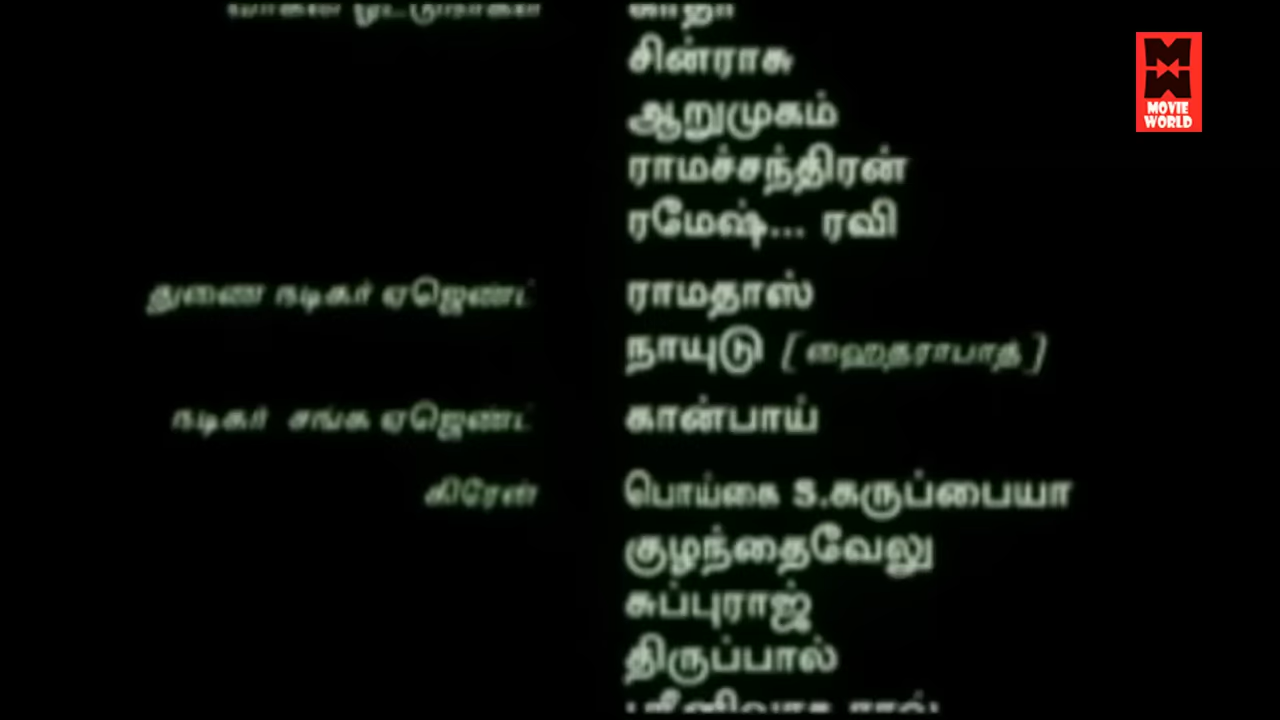 சின்ராசு
ஆறுமுகம்
ராமச்சந்திரன்
ரமேஷ்... ரவி
துணை நடிகர் ஏஜெண்ட் ராமதாஸ்
நாயுடு [ஹைதராபாத்]
நடிகர் சங்க ஏஜெண்ட் கான்பாய்
கிரேன் பொய்கை S.கருப்பையா
குழந்தைவேலு
சுப்புராஜ்
திருப்பால்
MOVIE
WORLD